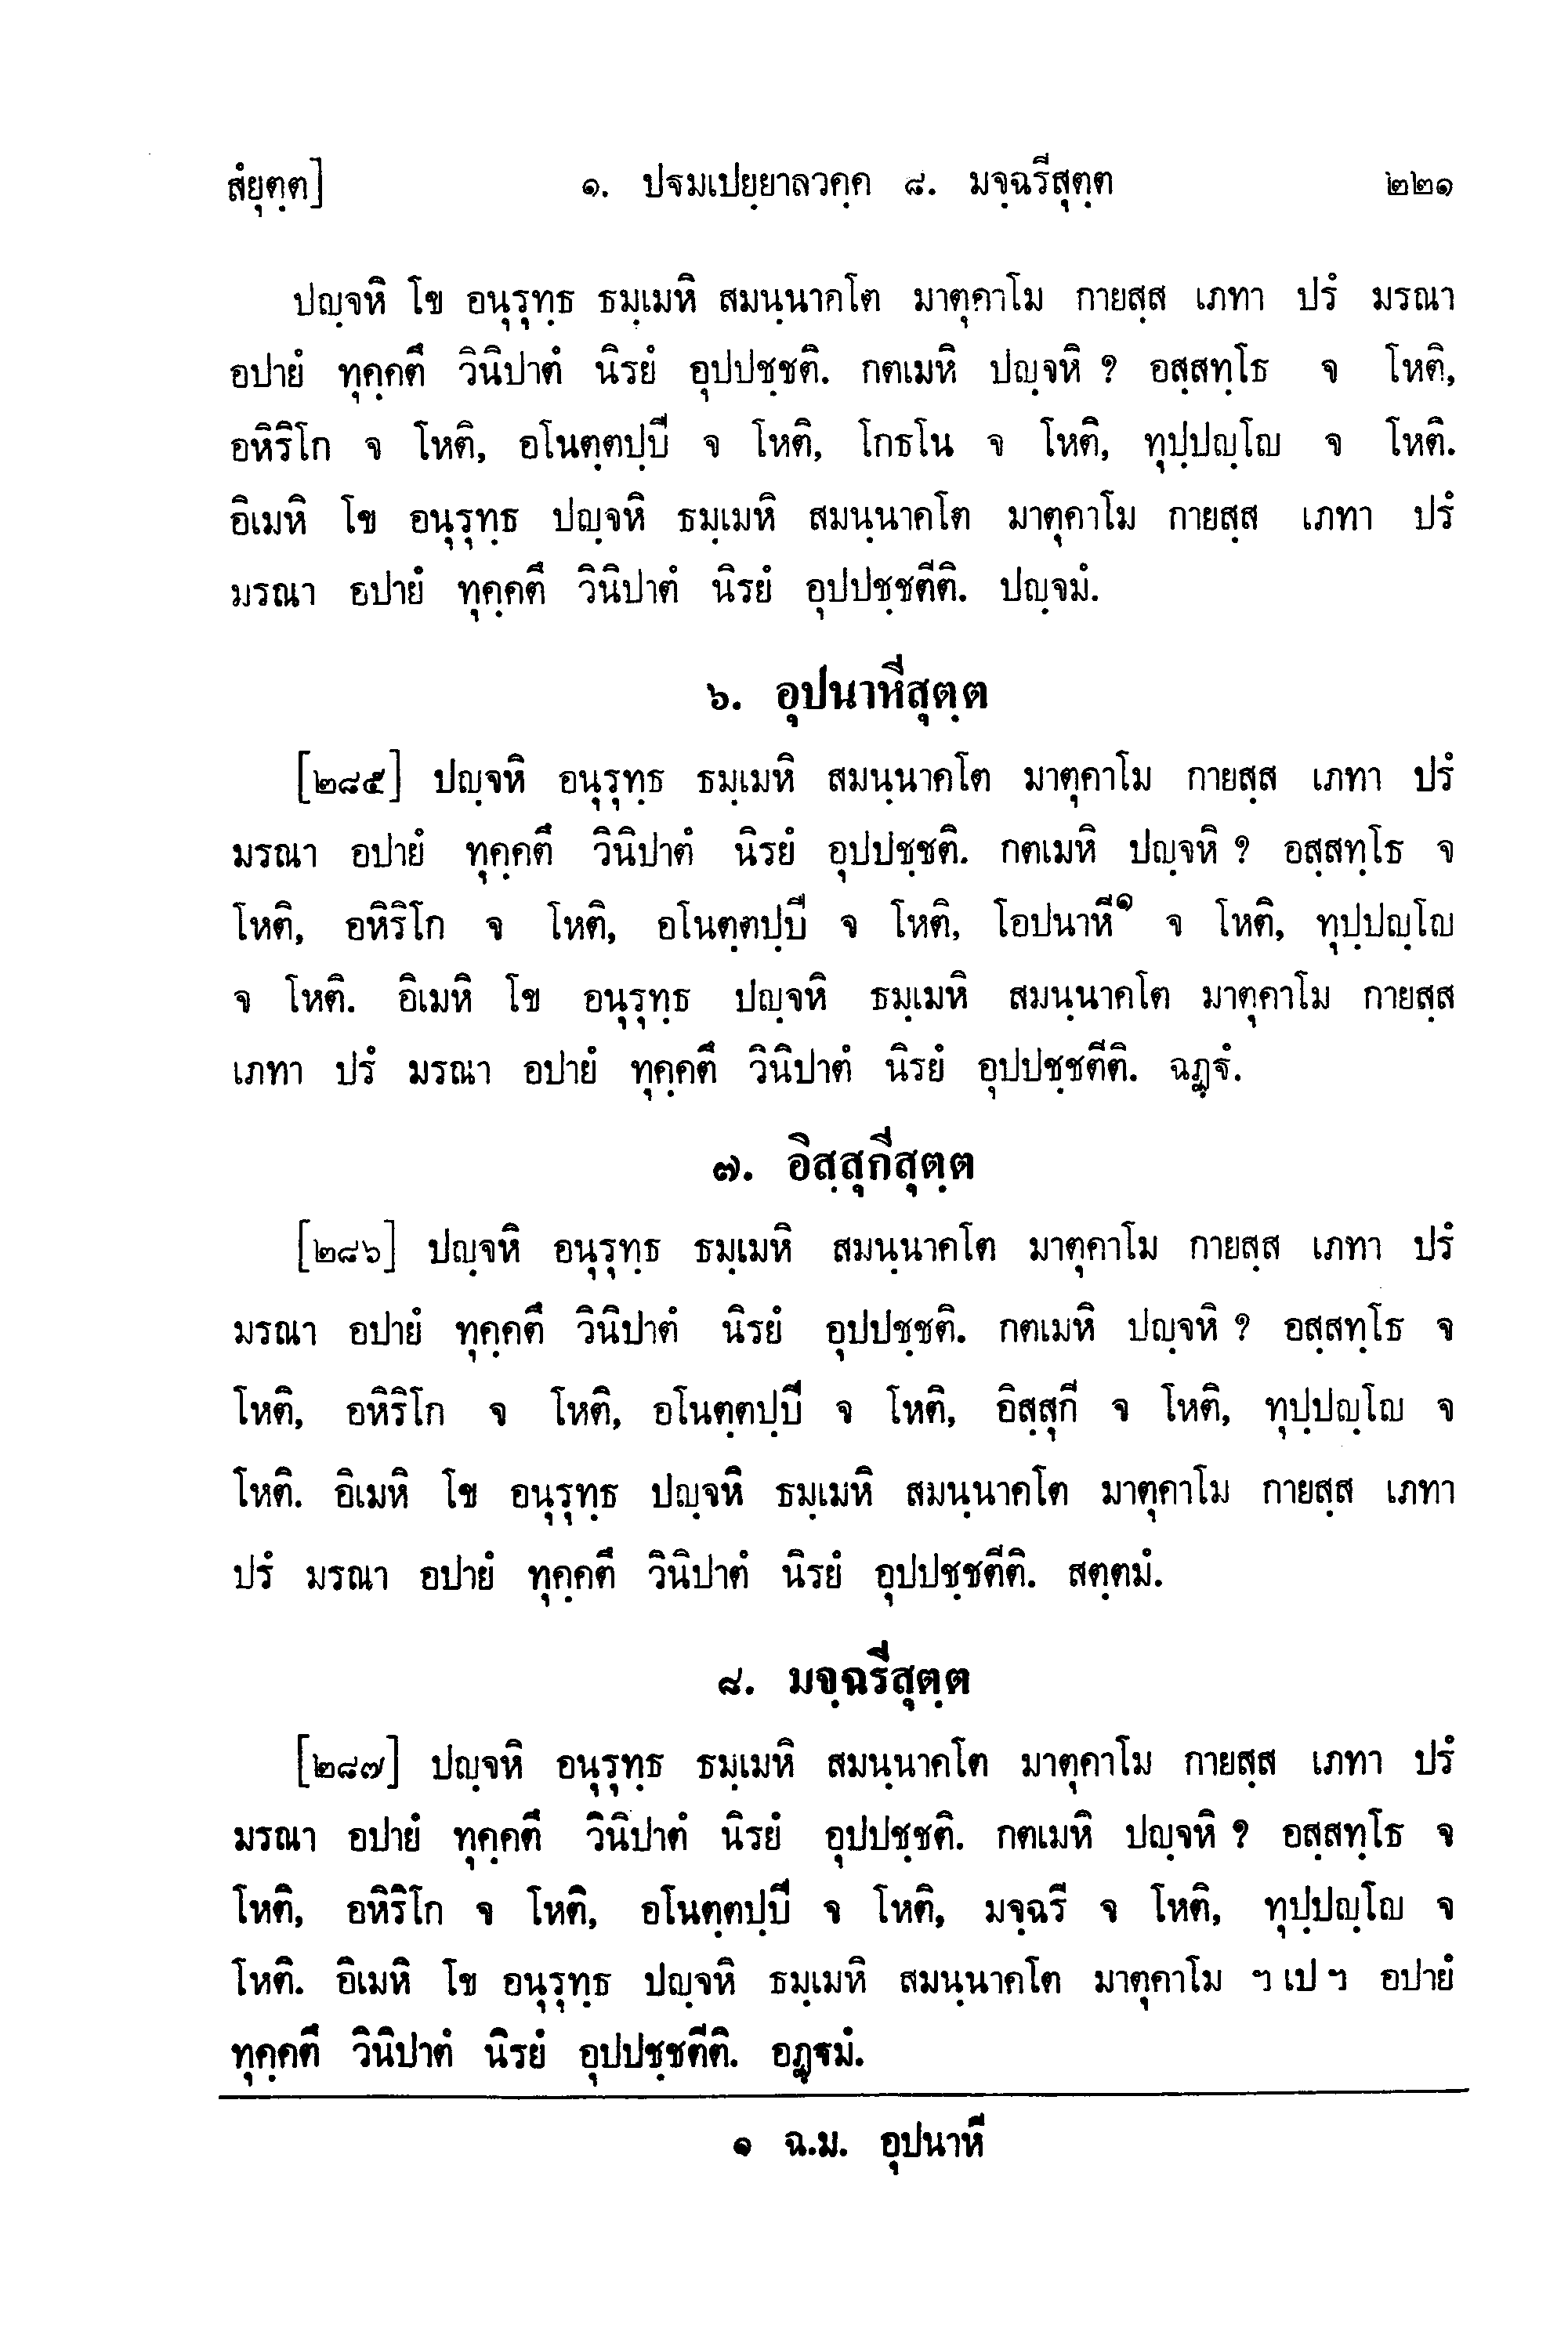 สํยุตฺต]		๑. ปฐมเปยฺยาลวคฺค ๘. มจฺฉรีสุตฺต		๒๒๑
ปญฺจหิ โข อนุรุทฺธ ธมฺเมหิ สมนฺนาคโต มาตุคาโม กายสฺส เภทา ปรํ มรณา
อปายํ ทุคฺคตึ วินิปาตํ นิรยํ อุปปชฺชติ. กตเมหิ ปญฺจหิ ? อสฺสทฺโธ จ โหติ,
อหิริโก จ โหติ, อโนตฺตปฺปี จ โหติ, โกธโน จ โหติ, ทุปฺปญฺโญ จ โหติ.
อิเมหิ โข อนุรุทฺธ ปญฺจหิ ธมฺเมหิ สมนฺนาคโต มาตุคาโม กายสฺส เภทา ปรํ
มรณา อปายํ ทุคฺคตึ วินิปาตํ นิรยํ อุปปชฺชตีติ. ปญฺจมํ.
๖. อุปนาหีสุตฺต
[๒๘๕] ปญฺจหิ อนุรุทฺธ ธมฺเมหิ สมนฺนาคโต มาตุคาโม กายสฺส เภทา ปรํ
มรณา อปายํ ทุคฺคตึ วินิปาตํ นิรยํ อุปปชฺชติ. กตเมหิ ปญฺจหิ ? อสฺสทฺโธ จ
โหติ, อหิริโก จ โหติ, อโนตฺตปฺปี จ โหติ, โอปนาหี๑ จ โหติ, ทุปฺปญฺโญ
จ โหติ. อิเมหิ โข อนุรุทฺธ ปญฺจหิ ธมฺเมหิ สมนฺนาคโต มาตุคาโม กายสฺส
เภทา ปรํ มรณา อปายํ ทุคฺคตึ วินิปาตํ นิรยํ อุปปชฺชตีติ. ฉฏฺฐํ.
๗. อิสฺสุกีสุตฺต
[๒๘๖] ปญฺจหิ อนุรุทฺธ ธมฺเมหิ สมนฺนาคโต มาตุคาโม กายสฺส เภทา ปรํ
มรณา อปายํ ทุคฺคตึ วินิปาตํ นิรยํ อุปปชฺชติ. กตเมหิ ปญฺจหิ ? อสฺสทฺโธ จ
โหติ, อหิริโก จ โหติ, อโนตฺตปฺปี จ โหติ, อิสฺสุกี จ โหติ, ทุปฺปญฺโญ จ
โหติ. อิเมหิ โข อนุรุทฺธ ปญฺจหิ ธมฺเมหิ สมนฺนาคโต มาตุคาโม กายสฺส เภทา
ปรํ มรณา อปายํ ทุคฺคตึ วินิปาตํ นิรยํ อุปปชฺชตีติ. สตฺตมํ.
๘. มจฺฉรีสุตฺต
[๒๘๗] ปญฺจหิ อนุรุทฺธ ธมฺเมหิ สมนฺนาคโต มาตุคาโม กายสฺส เภทา ปรํ
มรณา อปายํ ทุคฺคตึ วินิปาตํ นิรยํ อุปปชฺชติ. กตเมหิ ปญฺจหิ ? อสฺสทฺโธ จ
โหติ, อหิริโก จ โหติ, อโนตฺตปฺปี จ โหติ, มจฺฉรี จ โหติ, ทุปฺปญฺโญ จ
โหติ. อิเมหิ โข อนุรุทฺธ ปญฺจหิ ธมฺเมหิ สมนฺนาคโต มาตุคาโม ฯ เป ฯ อปายํ
ทุคฺคตึ วินิปาตํ นิรยํ อุปปชฺชตีติ. อฏฺฐมํ.
๑ ฉ.ม. อุปนาหี